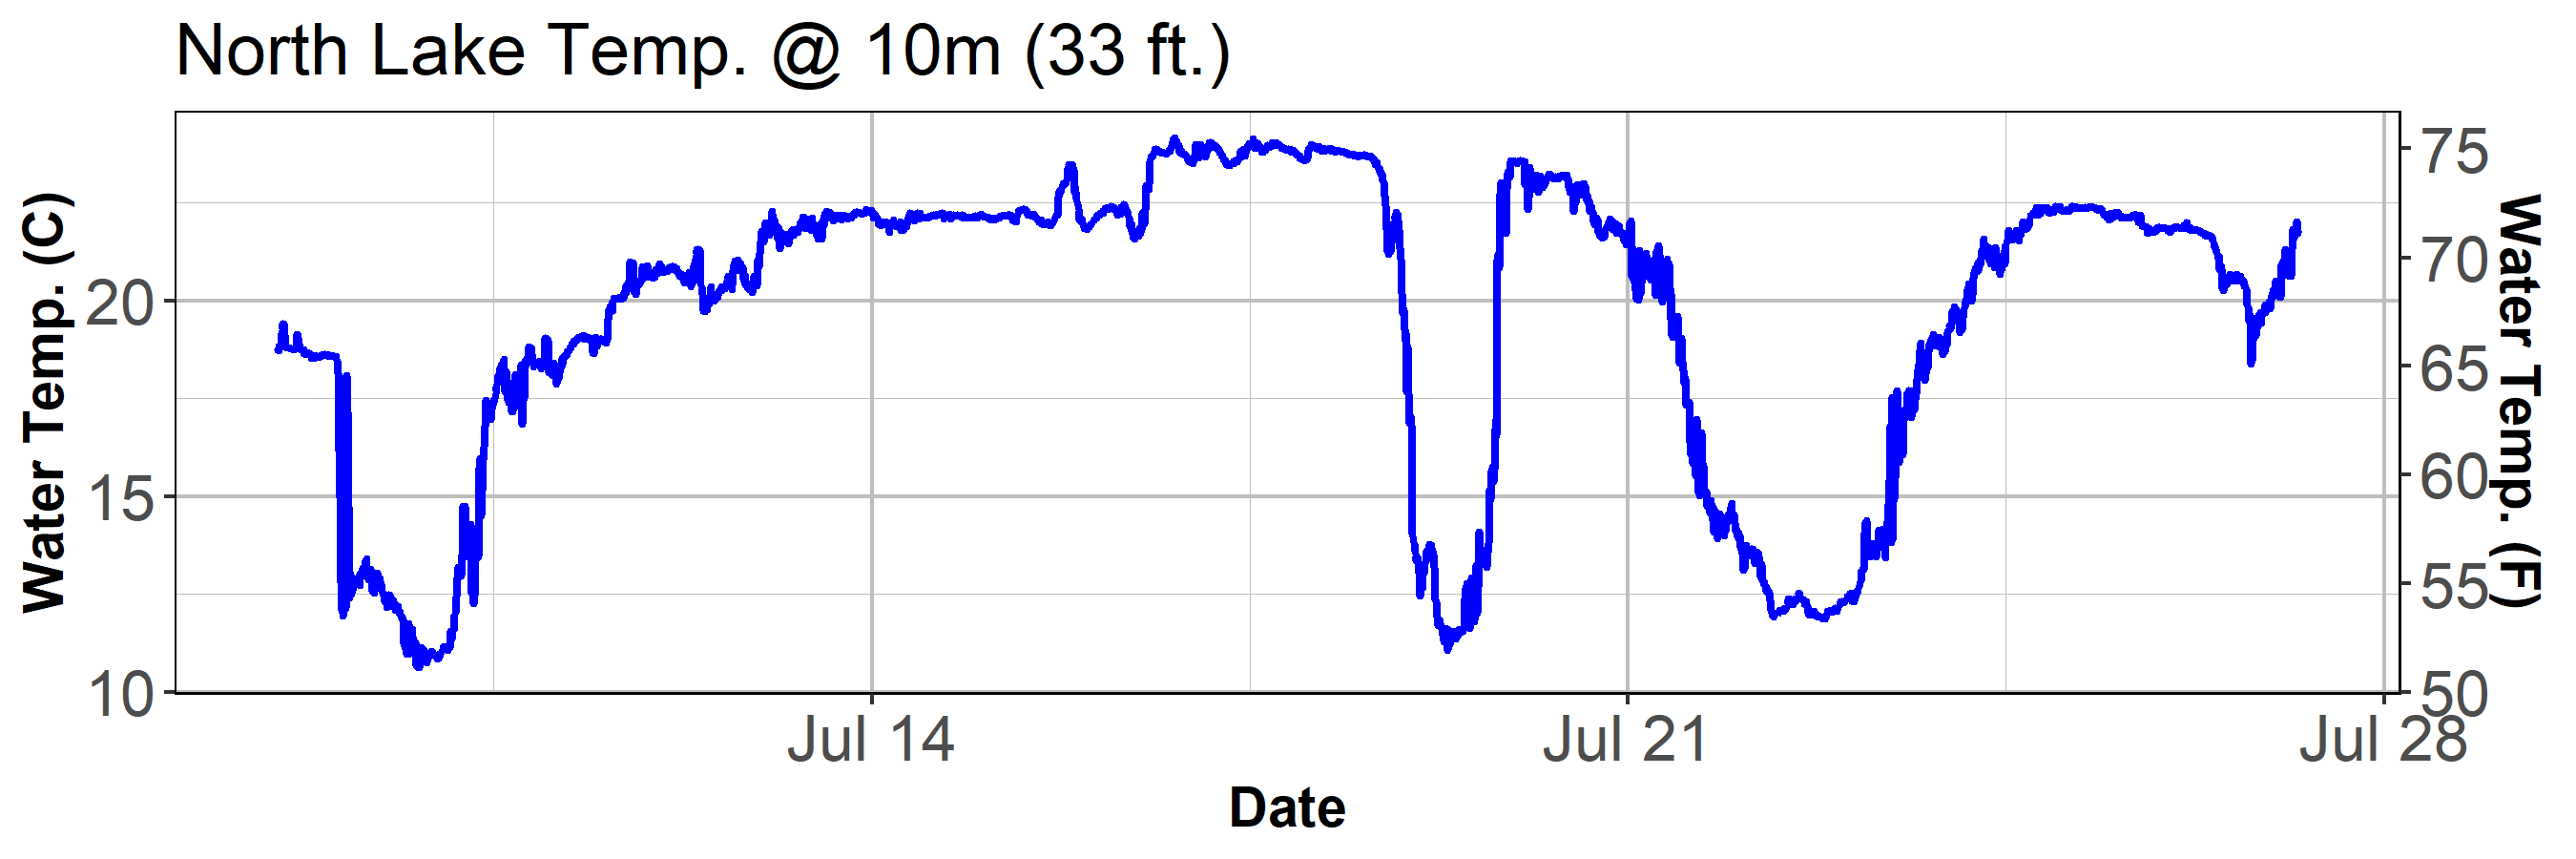 North Lake Temp. @ 10m (33 ft.)
Water Temp. (C)
20
15
10
75
70
65
60
55
50
Water Temp. (F)
Jul 14
Jul 21
Jul 28
Date